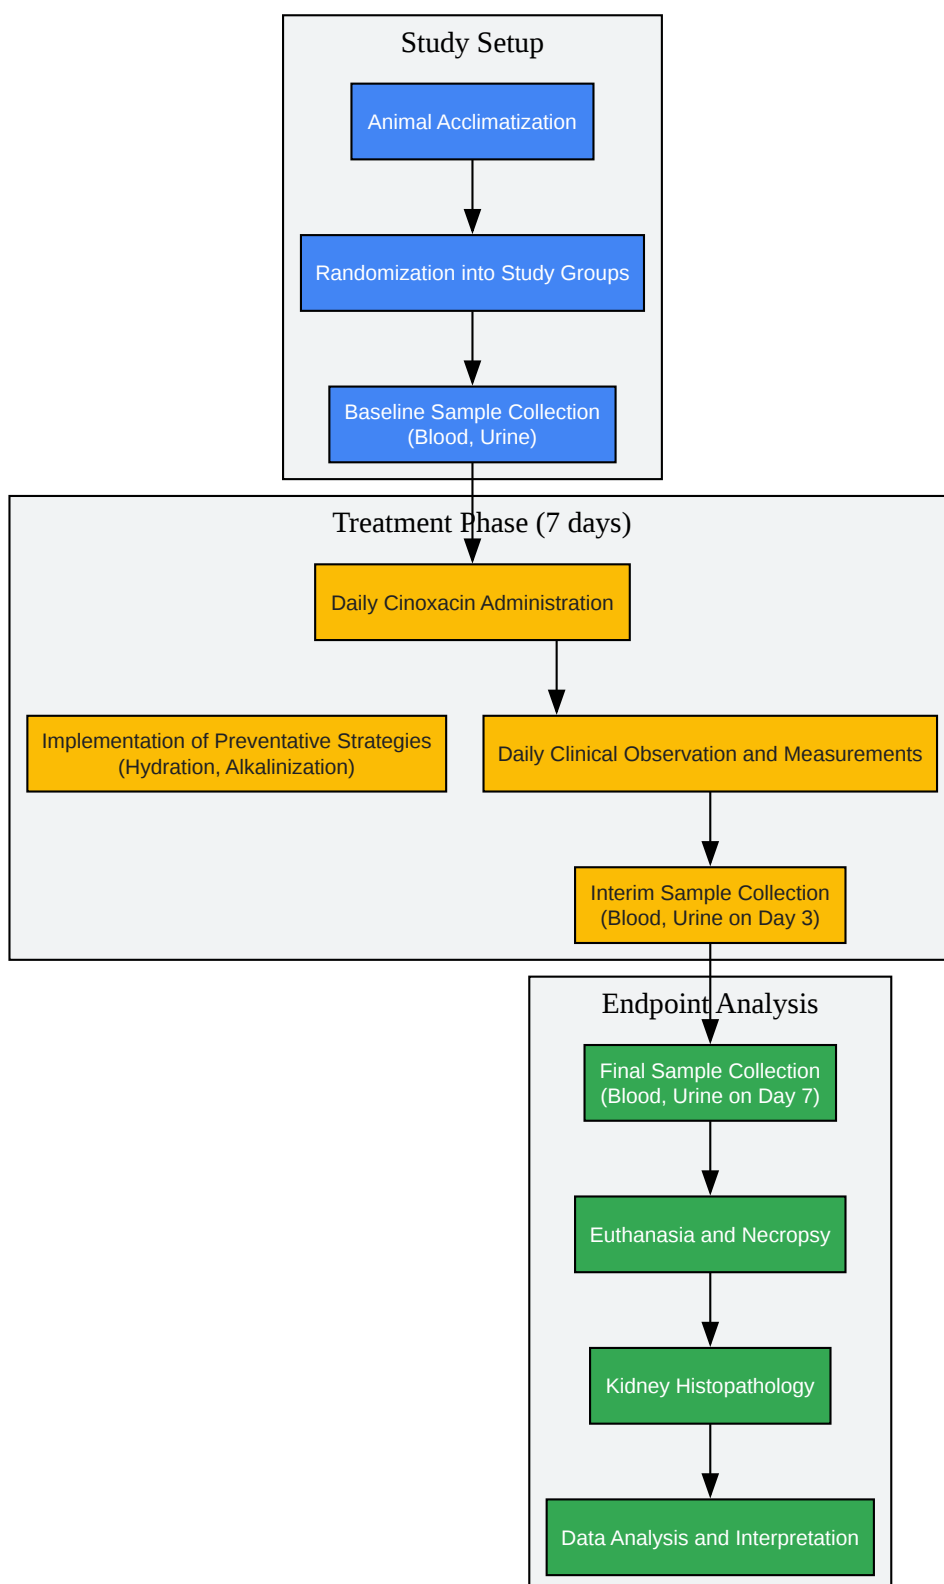 Study Setup
Animal Acclimatization
Randomization into Study Groups
Baseline Sample Collection
(Blood, Urine)
Treatment Phase (7 days)
Daily Cinoxacin Administration
Implementation of Preventative Strategies
(Hydration, Alkalinization)
Daily Clinical Observation and Measurements
Interim Sample Collection
(Blood, Urine on Day 3)
Endpoint Analysis
Final Sample Collection
(Blood, Urine on Day 7)
Euthanasia and Necropsy
Kidney Histopathology
Data Analysis and Interpretation